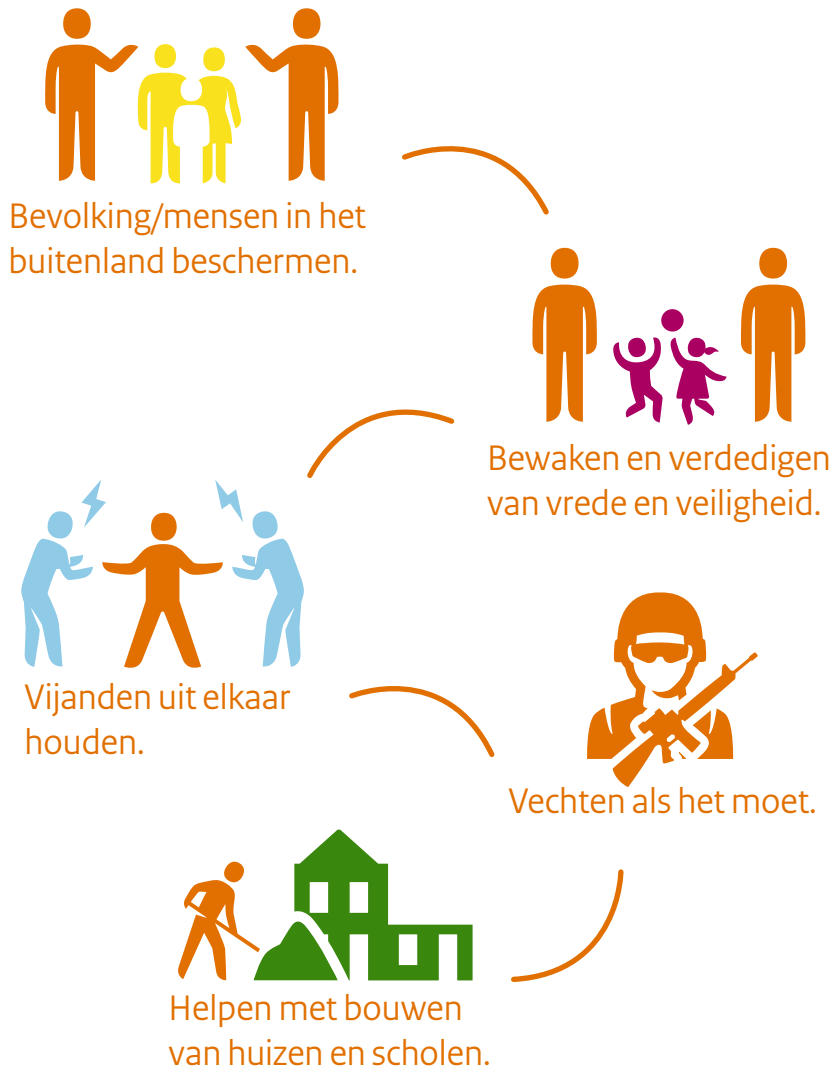 Bevolking/mensen in het
buitenland beschermen.
Bewaken en verdedigen
van vrede en veiligheid.
Vijanden uit elkaar
houden.
Vechten als het moet.
Helpen met bouwen
van huizen en scholen.